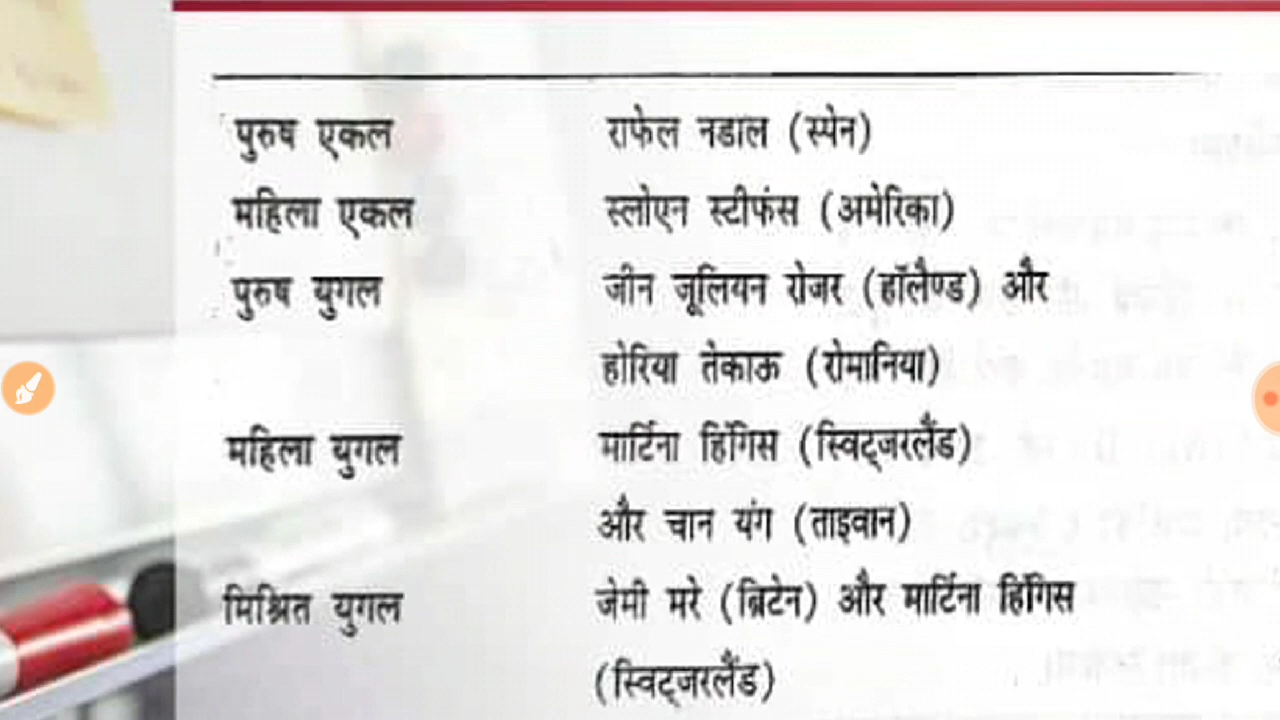 पुरुष एकल राफेल नडाल (स्पेन)
महिला एकल स्लोएन स्टीफंस (अमेरिका)
पुरुष युगल जीन जूलियन रोजर (हॉलैण्ड) और
होरिया तेकाऊ (रोमानिया)
महिला युगल मार्टिना हिंगिस (स्विट्जरलैंड)
और चान यंग (ताइवान)
मिश्रित युगल जेमी मरे (ब्रिटेन) और मार्टिना हिंगिस
(स्विट्जरलैंड)